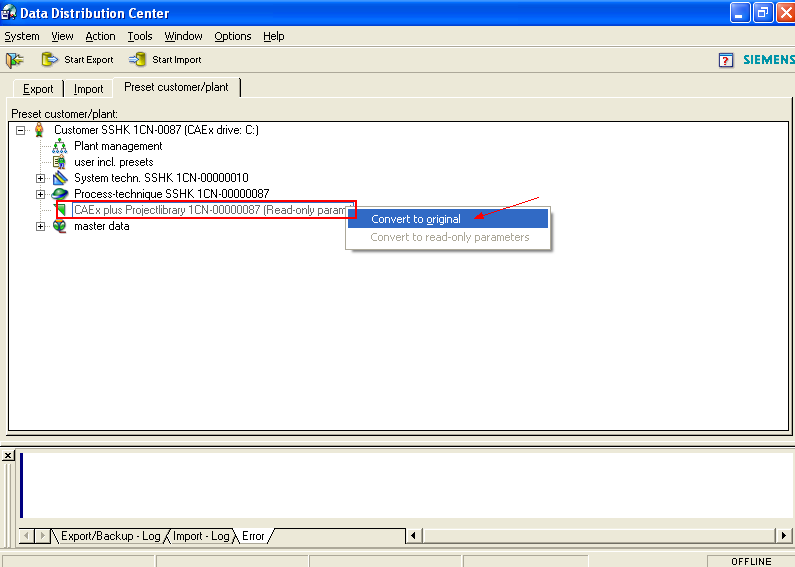 Data Distribution Center
System View Action Tools Window Options Help
Start Export Start Import ? SIEMENS
Export Import Preset customer/plant
Preset customer/plant:
Customer SSHK 1CN-0087 (CAEx drive: C:)
Plant management
user incl. presets
System techn. SSHK 1CN-00000010
Process-technique SSHK 1CN-00000087
CAEx plus Projectlibrary 1CN-00000087 (Read-only param
Convert to original
Convert to read-only parameters
master data
Export/Backup - Log Import - Log Error
OFFLINE